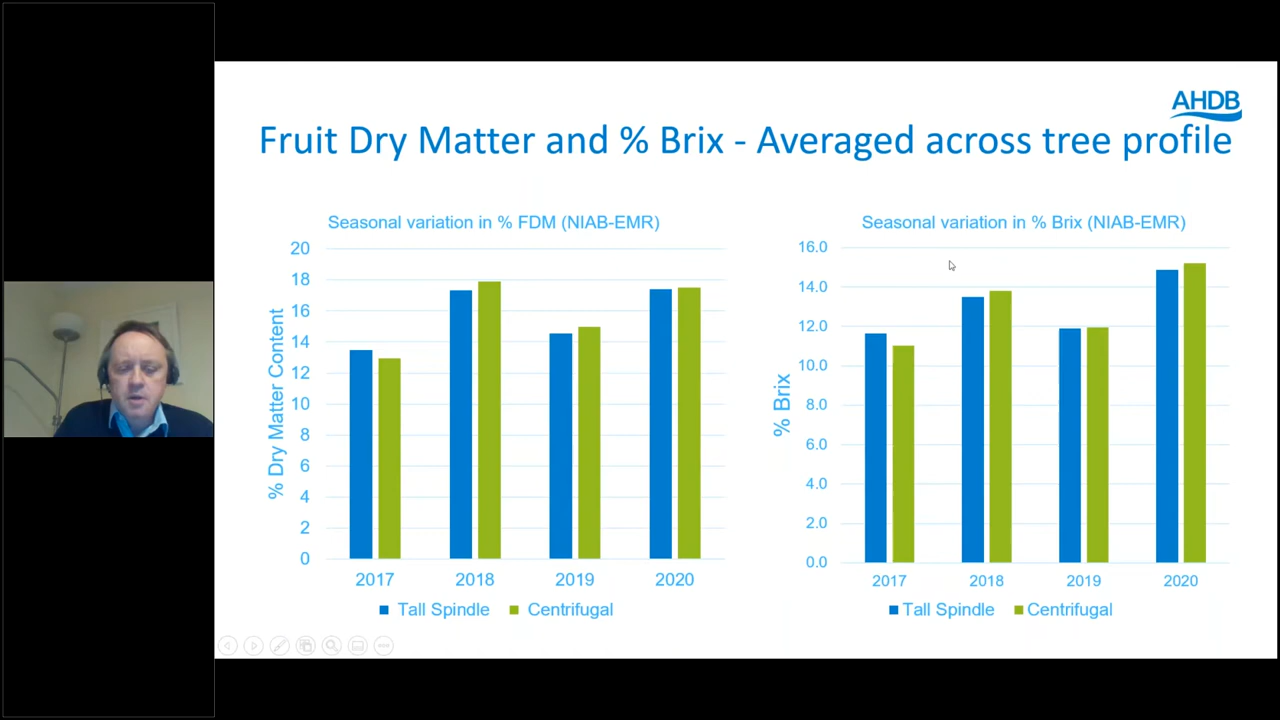 AHDB
Fruit Dry Matter and % Brix - Averaged across tree profile
Seasonal variation in % FDM (NIAB-EMR)
% Dry Matter Content
20
18
16
14
12
10
8
6
4
2
0
2017 2018 2019 2020
Tall Spindle Centrifugal
Seasonal variation in % Brix (NIAB-EMR)
% Brix
16.0
14.0
12.0
10.0
8.0
6.0
4.0
2.0
0.0
2017 2018 2019 2020
Tall Spindle Centrifugal